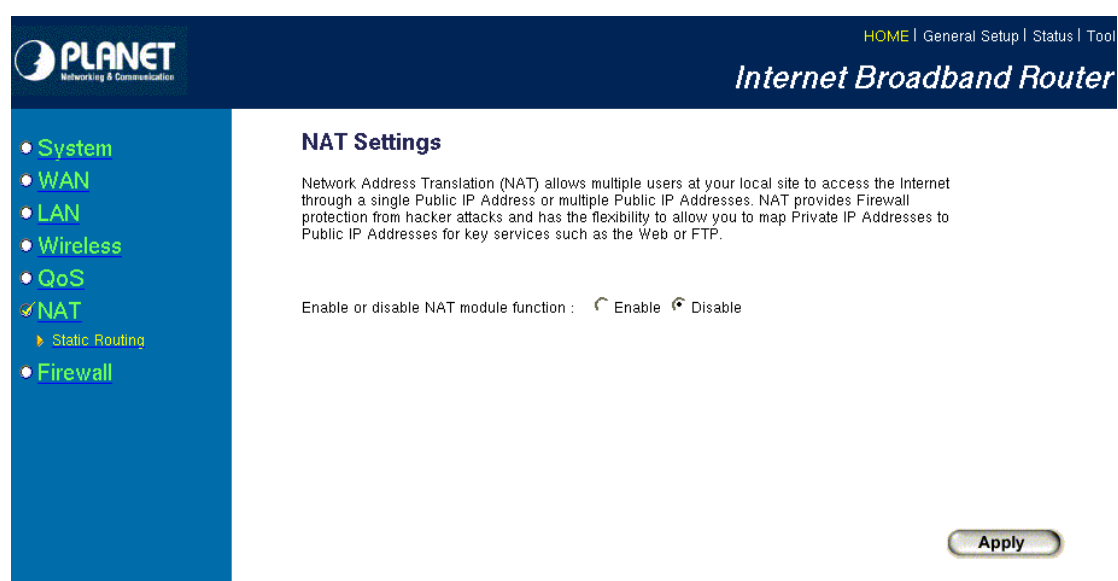 PLANET
Networking & Communication
HOME | General Setup | Status | Tool
Internet Broadband Router
System
WAN
LAN
Wireless
QoS
NAT
Static Routing
Firewall
NAT Settings
Network Address Translation (NAT) allows multiple users at your local site to access the Internet
through a single Public IP Address or multiple Public IP Addresses. NAT provides Firewall
protection from hacker attacks and has the flexibility to allow you to map Private IP Addresses to
Public IP Addresses for key services such as the Web or FTP.
Enable or disable NAT module function : Enable Disable
Apply